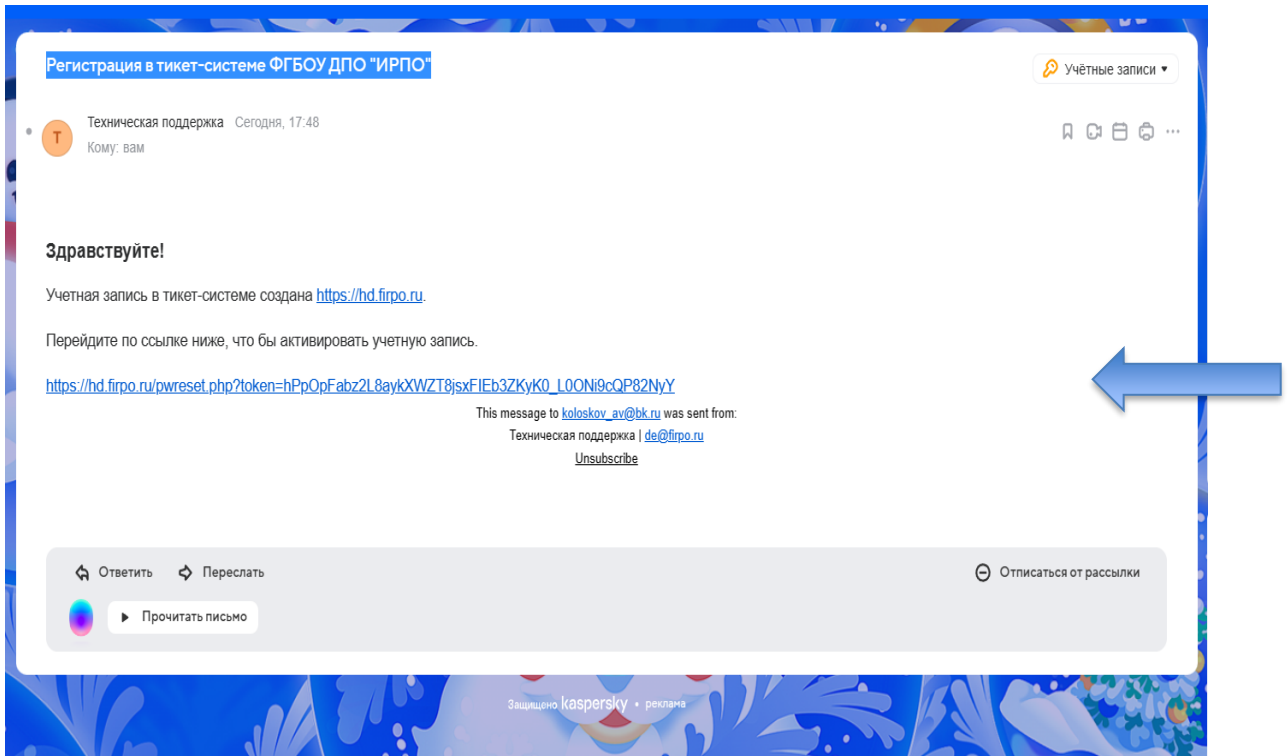 Регистрация в тикет-системе ФГБОУ ДПО "ИРПО"
Учётные записи
Т
Техническая поддержка Сегодня, 17:48
Кому: вам
Здравствуйте!
Учетная запись в тикет-системе создана https://hd.firpo.ru.
Перейдите по ссылке ниже, что бы активировать учетную запись.
https://hd.firpo.ru/pwreset.php?token=hPpOpFabz2L8aykXWZT8jsxFIEb3ZKyK0_L0ONi9cQP82NyY
This message to koloskov_av@bk.ru was sent from:
Техническая поддержка | de@firpo.ru
Unsubscribe
Ответить Переслать Отписаться от рассылки
Прочитать письмо
Защищено kaspersky • реклама